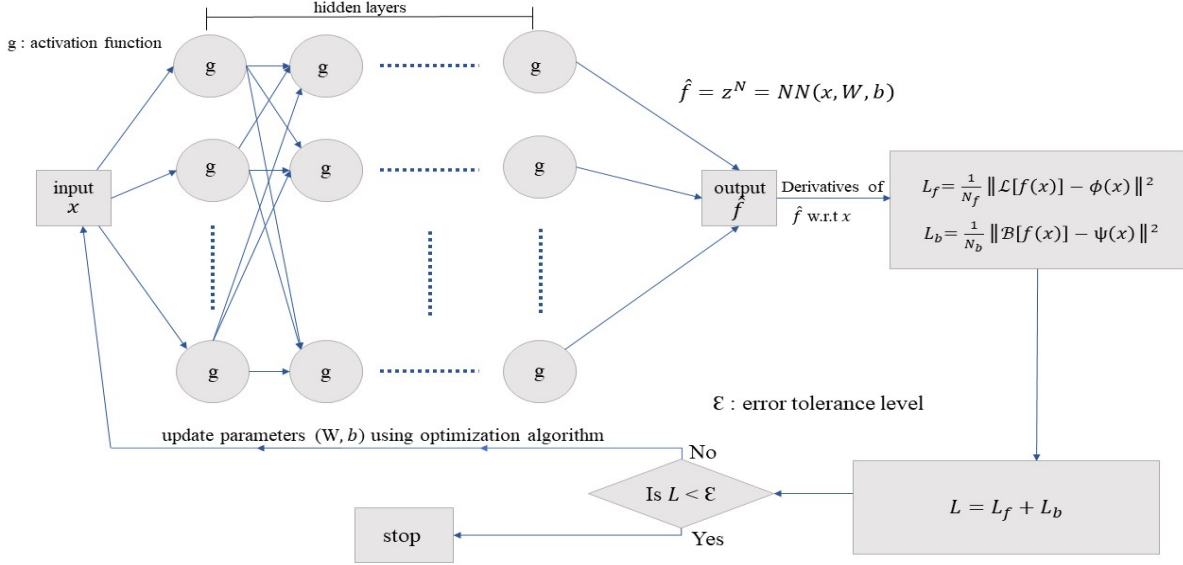 hidden layers
g : activation function
g g g
f̂ = z^N = NN(x, W, b)
g g g
input
x
output
f̂
Derivatives of
f̂ w.r.t x
L_f = 1/N_f ‖ℒ[f(x)] − ϕ(x)‖²
L_b = 1/N_b ‖ℬ[f(x)] − ψ(x)‖²
g g g
Ɛ : error tolerance level
update parameters (W, b) using optimization algorithm
No
Is L < Ɛ
L = L_f + L_b
stop
Yes